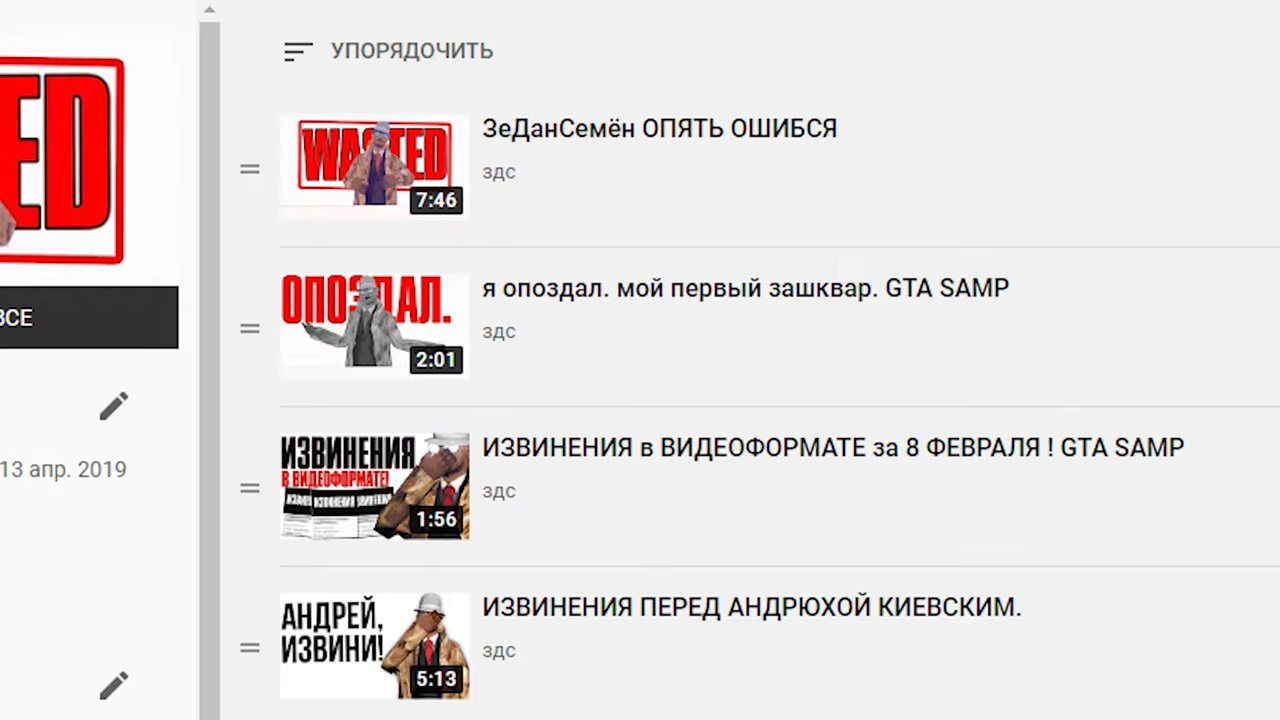 ED
ВСЕ
13 апр. 2019
УПОРЯДОЧИТЬ
WASTED
7:46
ЗеДанСемён ОПЯТЬ ОШИБСЯ
здс
ОПОЗДАЛ.
2:01
я опоздал. мой первый зашквар. GTA SAMP
здс
ИЗВИНЕНИЯ
В ВИДЕОФОРМАТЕ!
1:56
ИЗВИНЕНИЯ в ВИДЕОФОРМАТЕ за 8 ФЕВРАЛЯ ! GTA SAMP
здс
АНДРЕЙ,
ИЗВИНИ!
5:13
ИЗВИНЕНИЯ ПЕРЕД АНДРЮХОЙ КИЕВСКИМ.
здс